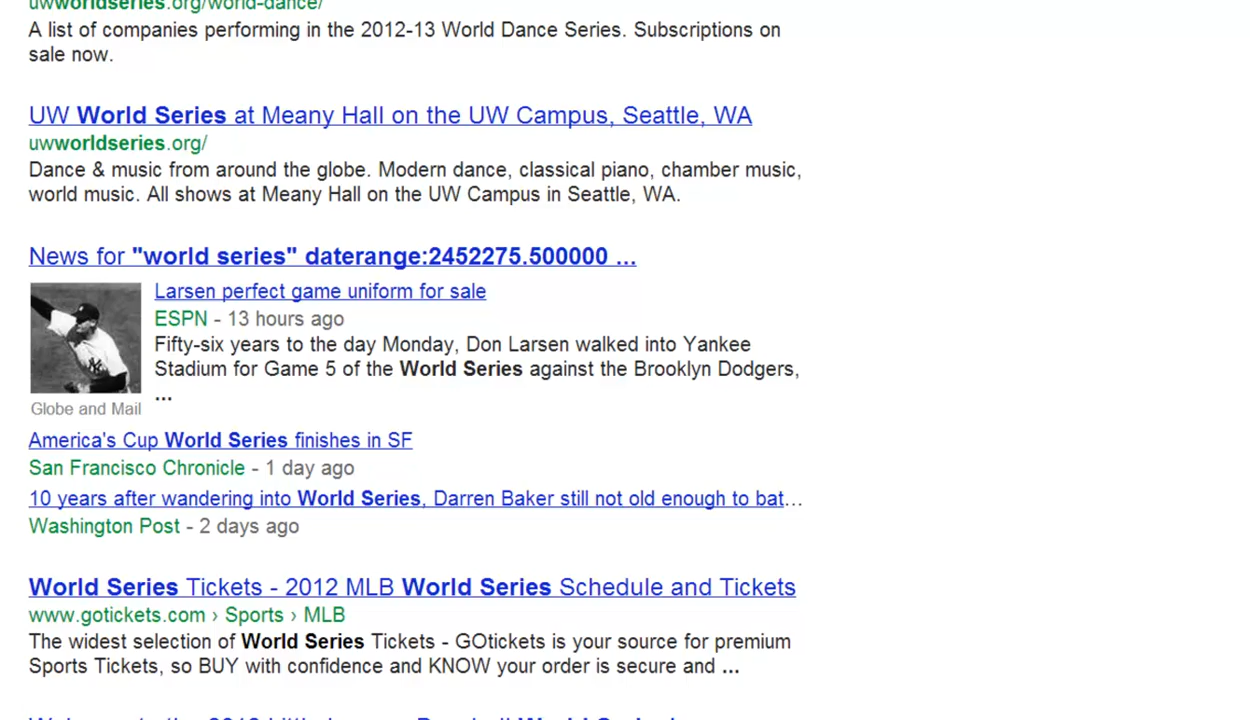 uwworldseries.org/world-dance/
A list of companies performing in the 2012-13 World Dance Series. Subscriptions on
sale now.
UW World Series at Meany Hall on the UW Campus, Seattle, WA
uwworldseries.org/
Dance & music from around the globe. Modern dance, classical piano, chamber music,
world music. All shows at Meany Hall on the UW Campus in Seattle, WA.
News for "world series" daterange:2452275.500000 ...
Larsen perfect game uniform for sale
ESPN - 13 hours ago
Fifty-six years to the day Monday, Don Larsen walked into Yankee
Stadium for Game 5 of the World Series against the Brooklyn Dodgers,
...
Globe and Mail
America's Cup World Series finishes in SF
San Francisco Chronicle - 1 day ago
10 years after wandering into World Series, Darren Baker still not old enough to bat...
Washington Post - 2 days ago
World Series Tickets - 2012 MLB World Series Schedule and Tickets
www.gotickets.com › Sports › MLB
The widest selection of World Series Tickets - GOtickets is your source for premium
Sports Tickets, so BUY with confidence and KNOW your order is secure and ...